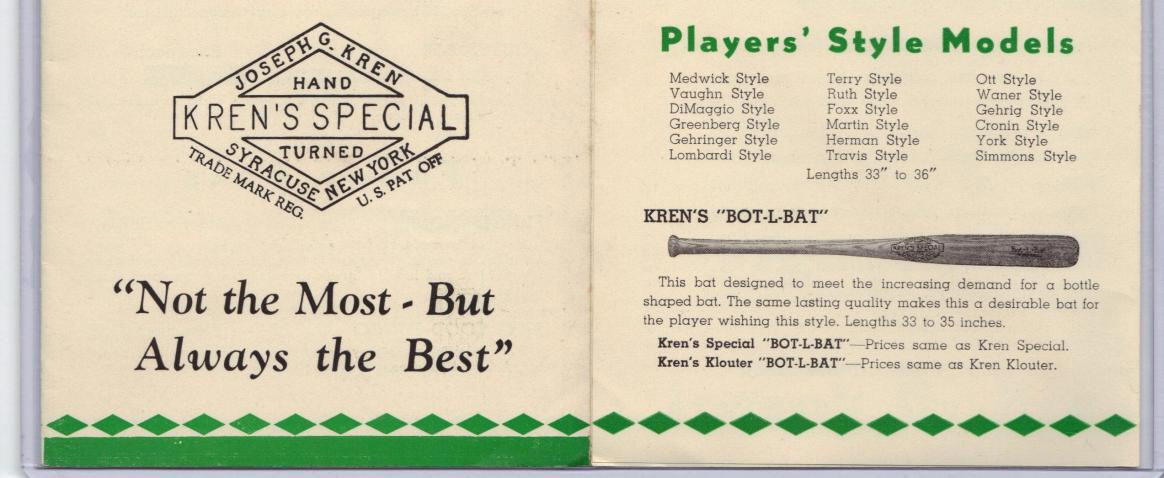 JOSEPH G. KREN
HAND
KREN'S SPECIAL
TURNED
SYRACUSE NEW YORK
TRADE MARK REG. U.S. PAT OFF
"Not the Most - But
Always the Best"
Players' Style Models
Medwick Style Terry Style Ott Style
Vaughn Style Ruth Style Waner Style
DiMaggio Style Foxx Style Gehrig Style
Greenberg Style Martin Style Cronin Style
Gehringer Style Herman Style York Style
Lombardi Style Travis Style Simmons Style
Lengths 33" to 36"
KREN'S "BOT-L-BAT"
KREN'S SPECIAL
This bat designed to meet the increasing demand for a bottle
shaped bat. The same lasting quality makes this a desirable bat for
the player wishing this style. Lengths 33 to 35 inches.
Kren's Special "BOT-L-BAT"—Prices same as Kren Special.
Kren's Klouter "BOT-L-BAT"—Prices same as Kren Klouter.